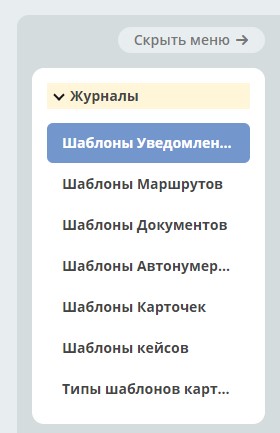 Скрыть меню →
Журналы
Шаблоны Уведомлен...
Шаблоны Маршрутов
Шаблоны Документов
Шаблоны Автонумер...
Шаблоны Карточек
Шаблоны кейсов
Типы шаблонов карт...